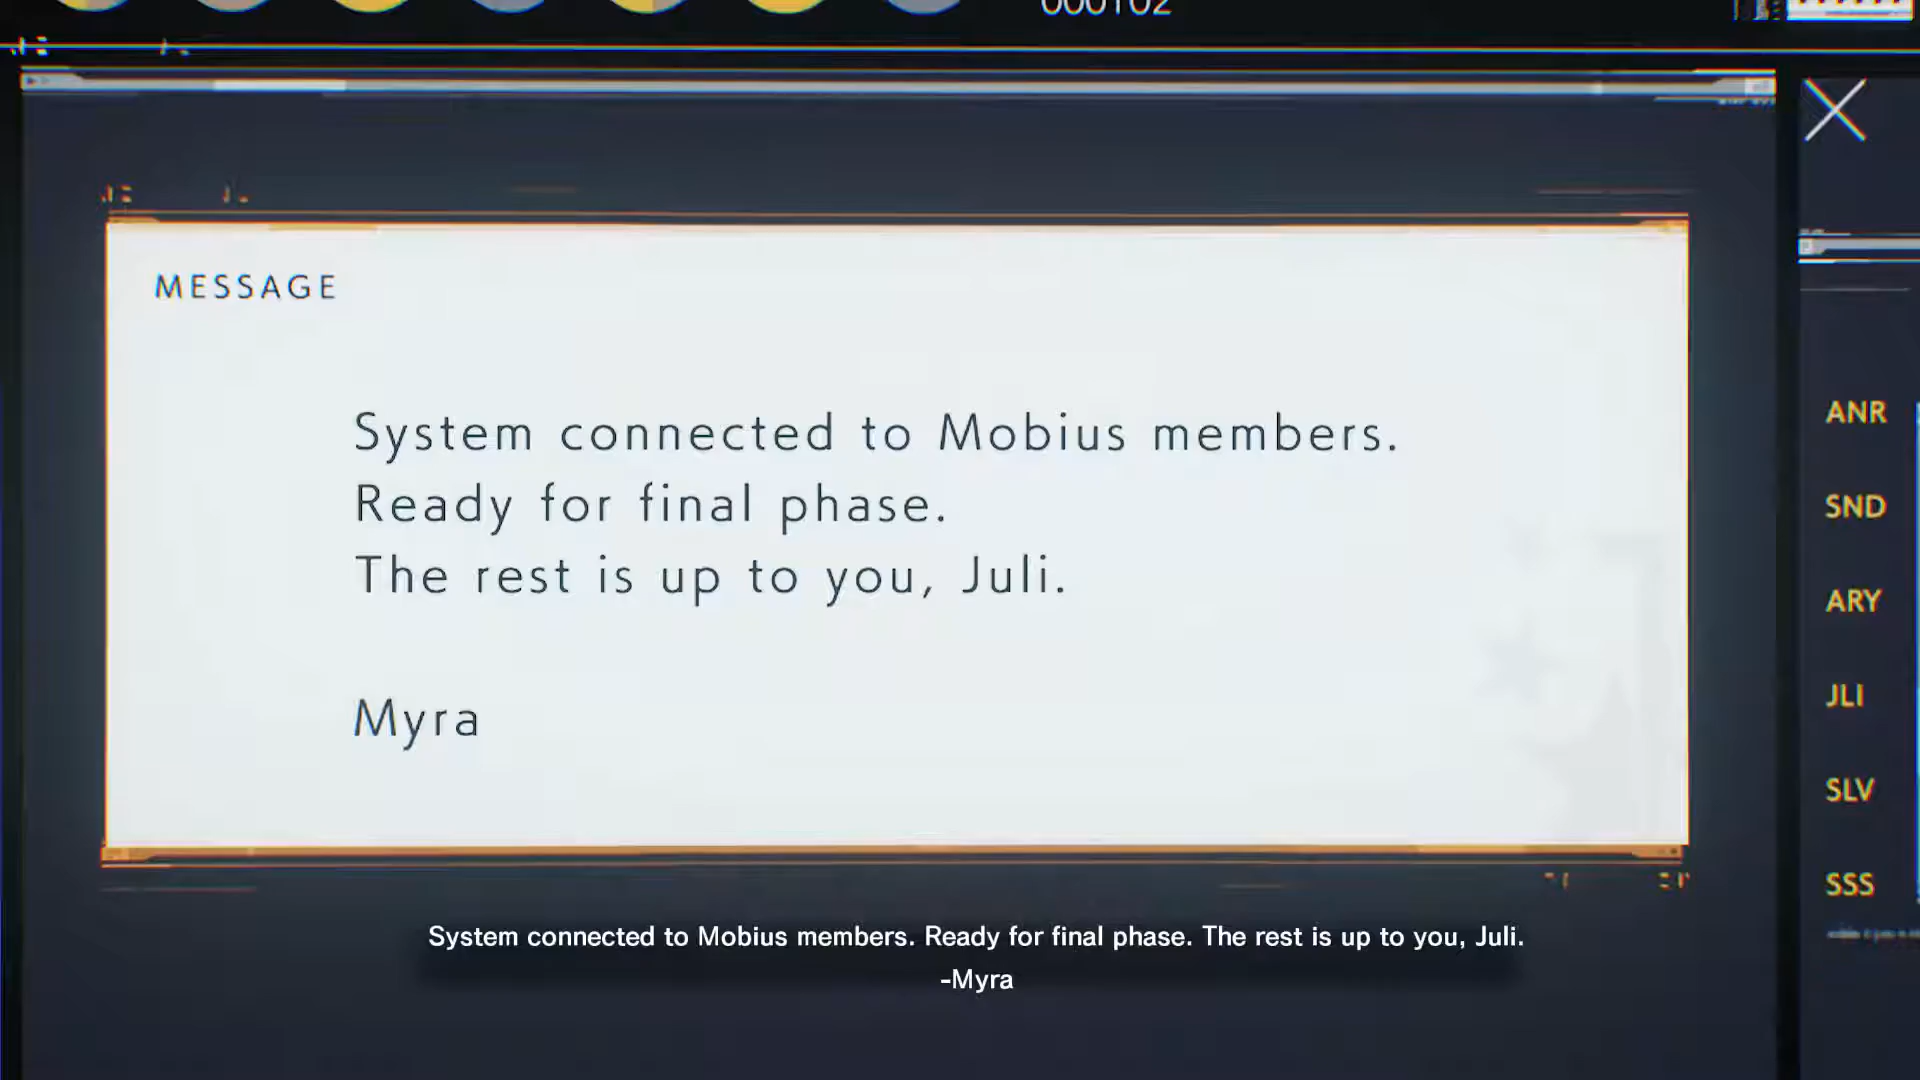 000102
MESSAGE
System connected to Mobius members.
Ready for final phase.
The rest is up to you, Juli.
Myra
ANR
SND
ARY
JLI
SLV
SSS
System connected to Mobius members. Ready for final phase. The rest is up to you, Juli.
-Myra